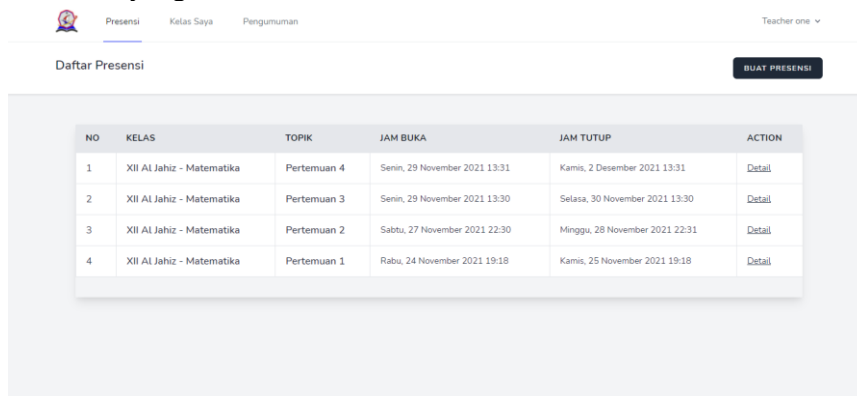 Presensi Kelas Saya Pengumuman Teacher one
Daftar Presensi BUAT PRESENSI
NO KELAS TOPIK JAM BUKA JAM TUTUP ACTION
1 XII Al Jahiz - Matematika Pertemuan 4 Senin, 29 November 2021 13:31 Kamis, 2 Desember 2021 13:31 Detail
2 XII Al Jahiz - Matematika Pertemuan 3 Senin, 29 November 2021 13:30 Selasa, 30 November 2021 13:30 Detail
3 XII Al Jahiz - Matematika Pertemuan 2 Sabtu, 27 November 2021 22:30 Minggu, 28 November 2021 22:31 Detail
4 XII Al Jahiz - Matematika Pertemuan 1 Rabu, 24 November 2021 19:18 Kamis, 25 November 2021 19:18 Detail